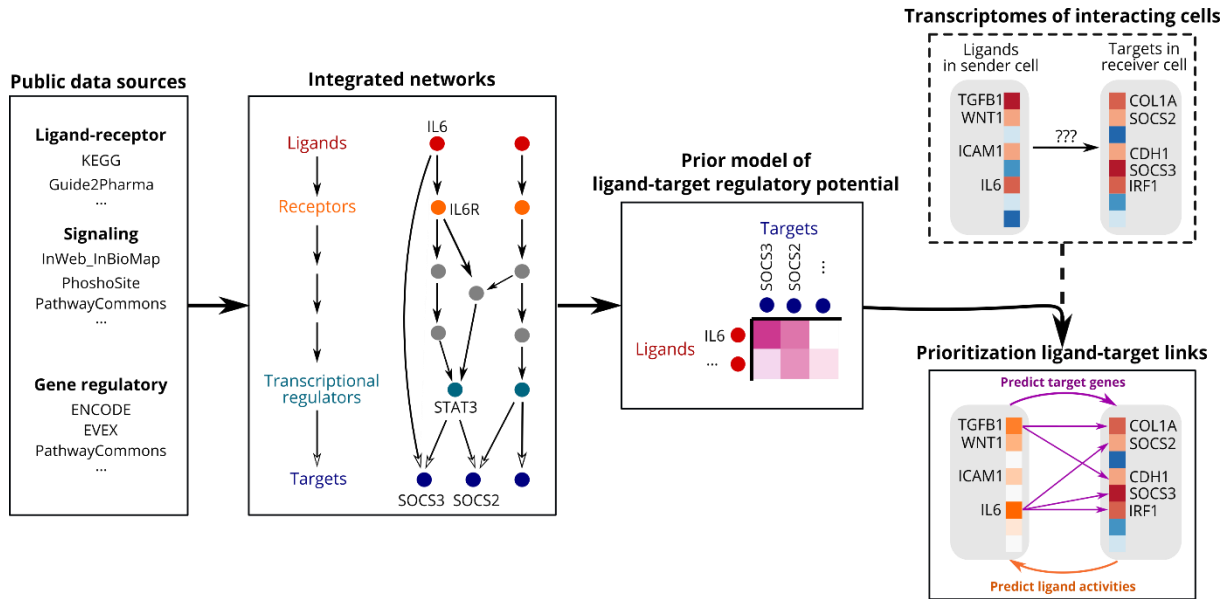 Public data sources
Ligand-receptor
KEGG
Guide2Pharma
...
Signaling
InWeb_InBioMap
PhoshoSite
PathwayCommons
...
Gene regulatory
ENCODE
EVEX
PathwayCommons
...
Integrated networks
Ligands
Receptors
Transcriptional
regulators
Targets
IL6
IL6R
STAT3
SOCS3
SOCS2
Prior model of
ligand-target regulatory potential
Targets
SOCS3
SOCS2
...
Ligands
IL6
...
Transcriptomes of interacting cells
Ligands
in sender cell
Targets in
receiver cell
TGFB1
WNT1
ICAM1
IL6
???
COL1A
SOCS2
CDH1
SOCS3
IRF1
Prioritization ligand-target links
Predict target genes
TGFB1
WNT1
ICAM1
IL6
COL1A
SOCS2
CDH1
SOCS3
IRF1
Predict ligand activities